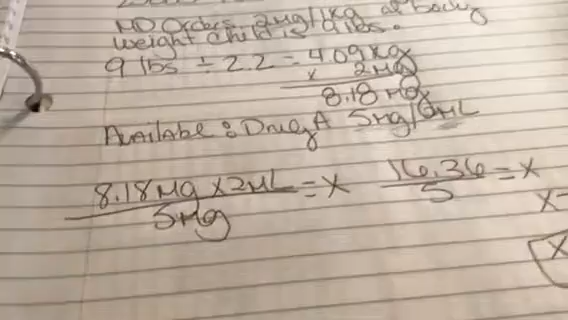 MD Orders 2mg/1Kg of body
weight child is 9 lbs.
9 lbs ÷ 2.2 = 4.09 Kg
x 2mg
8.18 mg
Available: Drug A 5mg/2mL
8.18 mg x 2mL = x 16.36 = x
5mg 5
x=
x